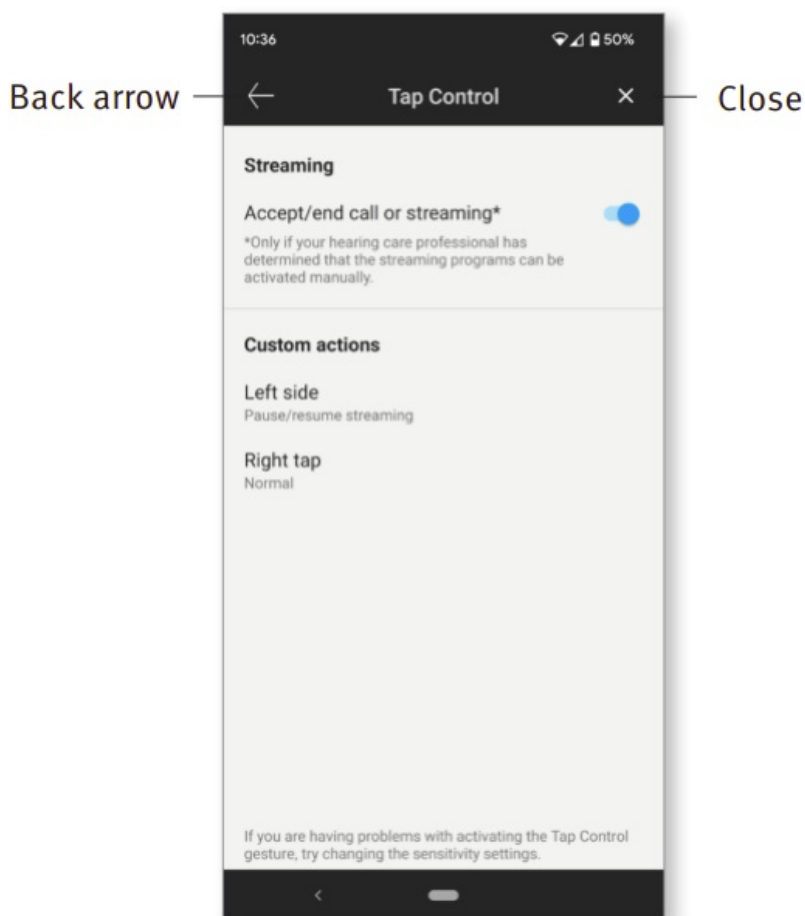 10:36
50%
Back arrow
Tap Control
Close
Streaming
Accept/end call or streaming*
*Only if your hearing care professional has
determined that the streaming programs can be
activated manually.
Custom actions
Left side
Pause/resume streaming
Right tap
Normal
If you are having problems with activating the Tap Control
gesture, try changing the sensitivity settings.